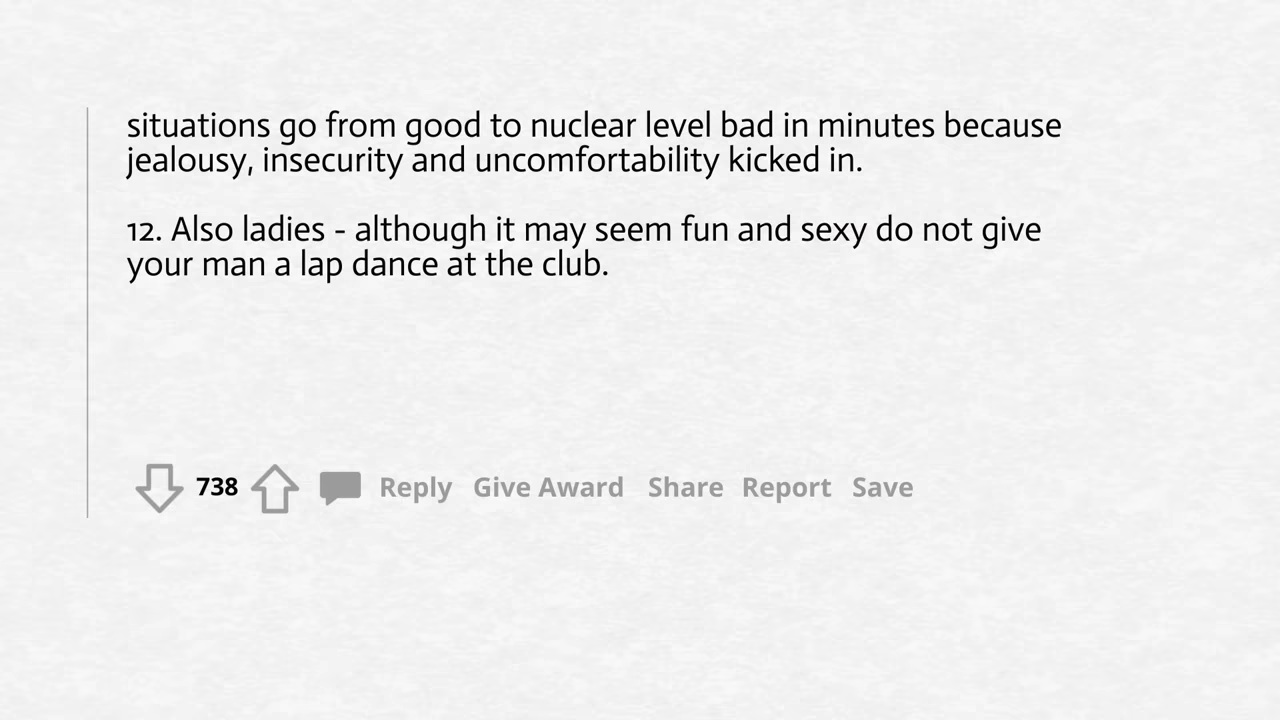 situations go from good to nuclear level bad in minutes because
jealousy, insecurity and uncomfortability kicked in.
12. Also ladies - although it may seem fun and sexy do not give
your man a lap dance at the club.
738 Reply Give Award Share Report Save